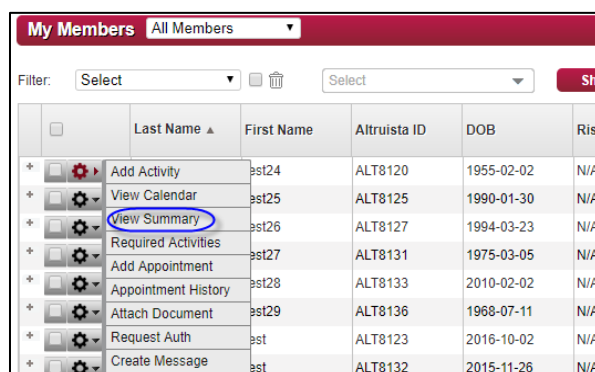 My Members All Members
Filter: Select Select Sh
Last Name First Name Altruista ID DOB Ris
Add Activity est24 ALT8120 1955-02-02 N/A
View Calendar est25 ALT8125 1990-01-30 N/A
View Summary est26 ALT8127 1994-03-23 N/A
Required Activities est27 ALT8131 1975-03-05 N/A
Add Appointment
Appointment History est28 ALT8133 2010-02-02 N/A
Attach Document est29 ALT8136 1968-07-11 N/A
Request Auth est ALT8123 2016-10-02 N/A
Create Message est ALT8132 2015-11-26 N/A